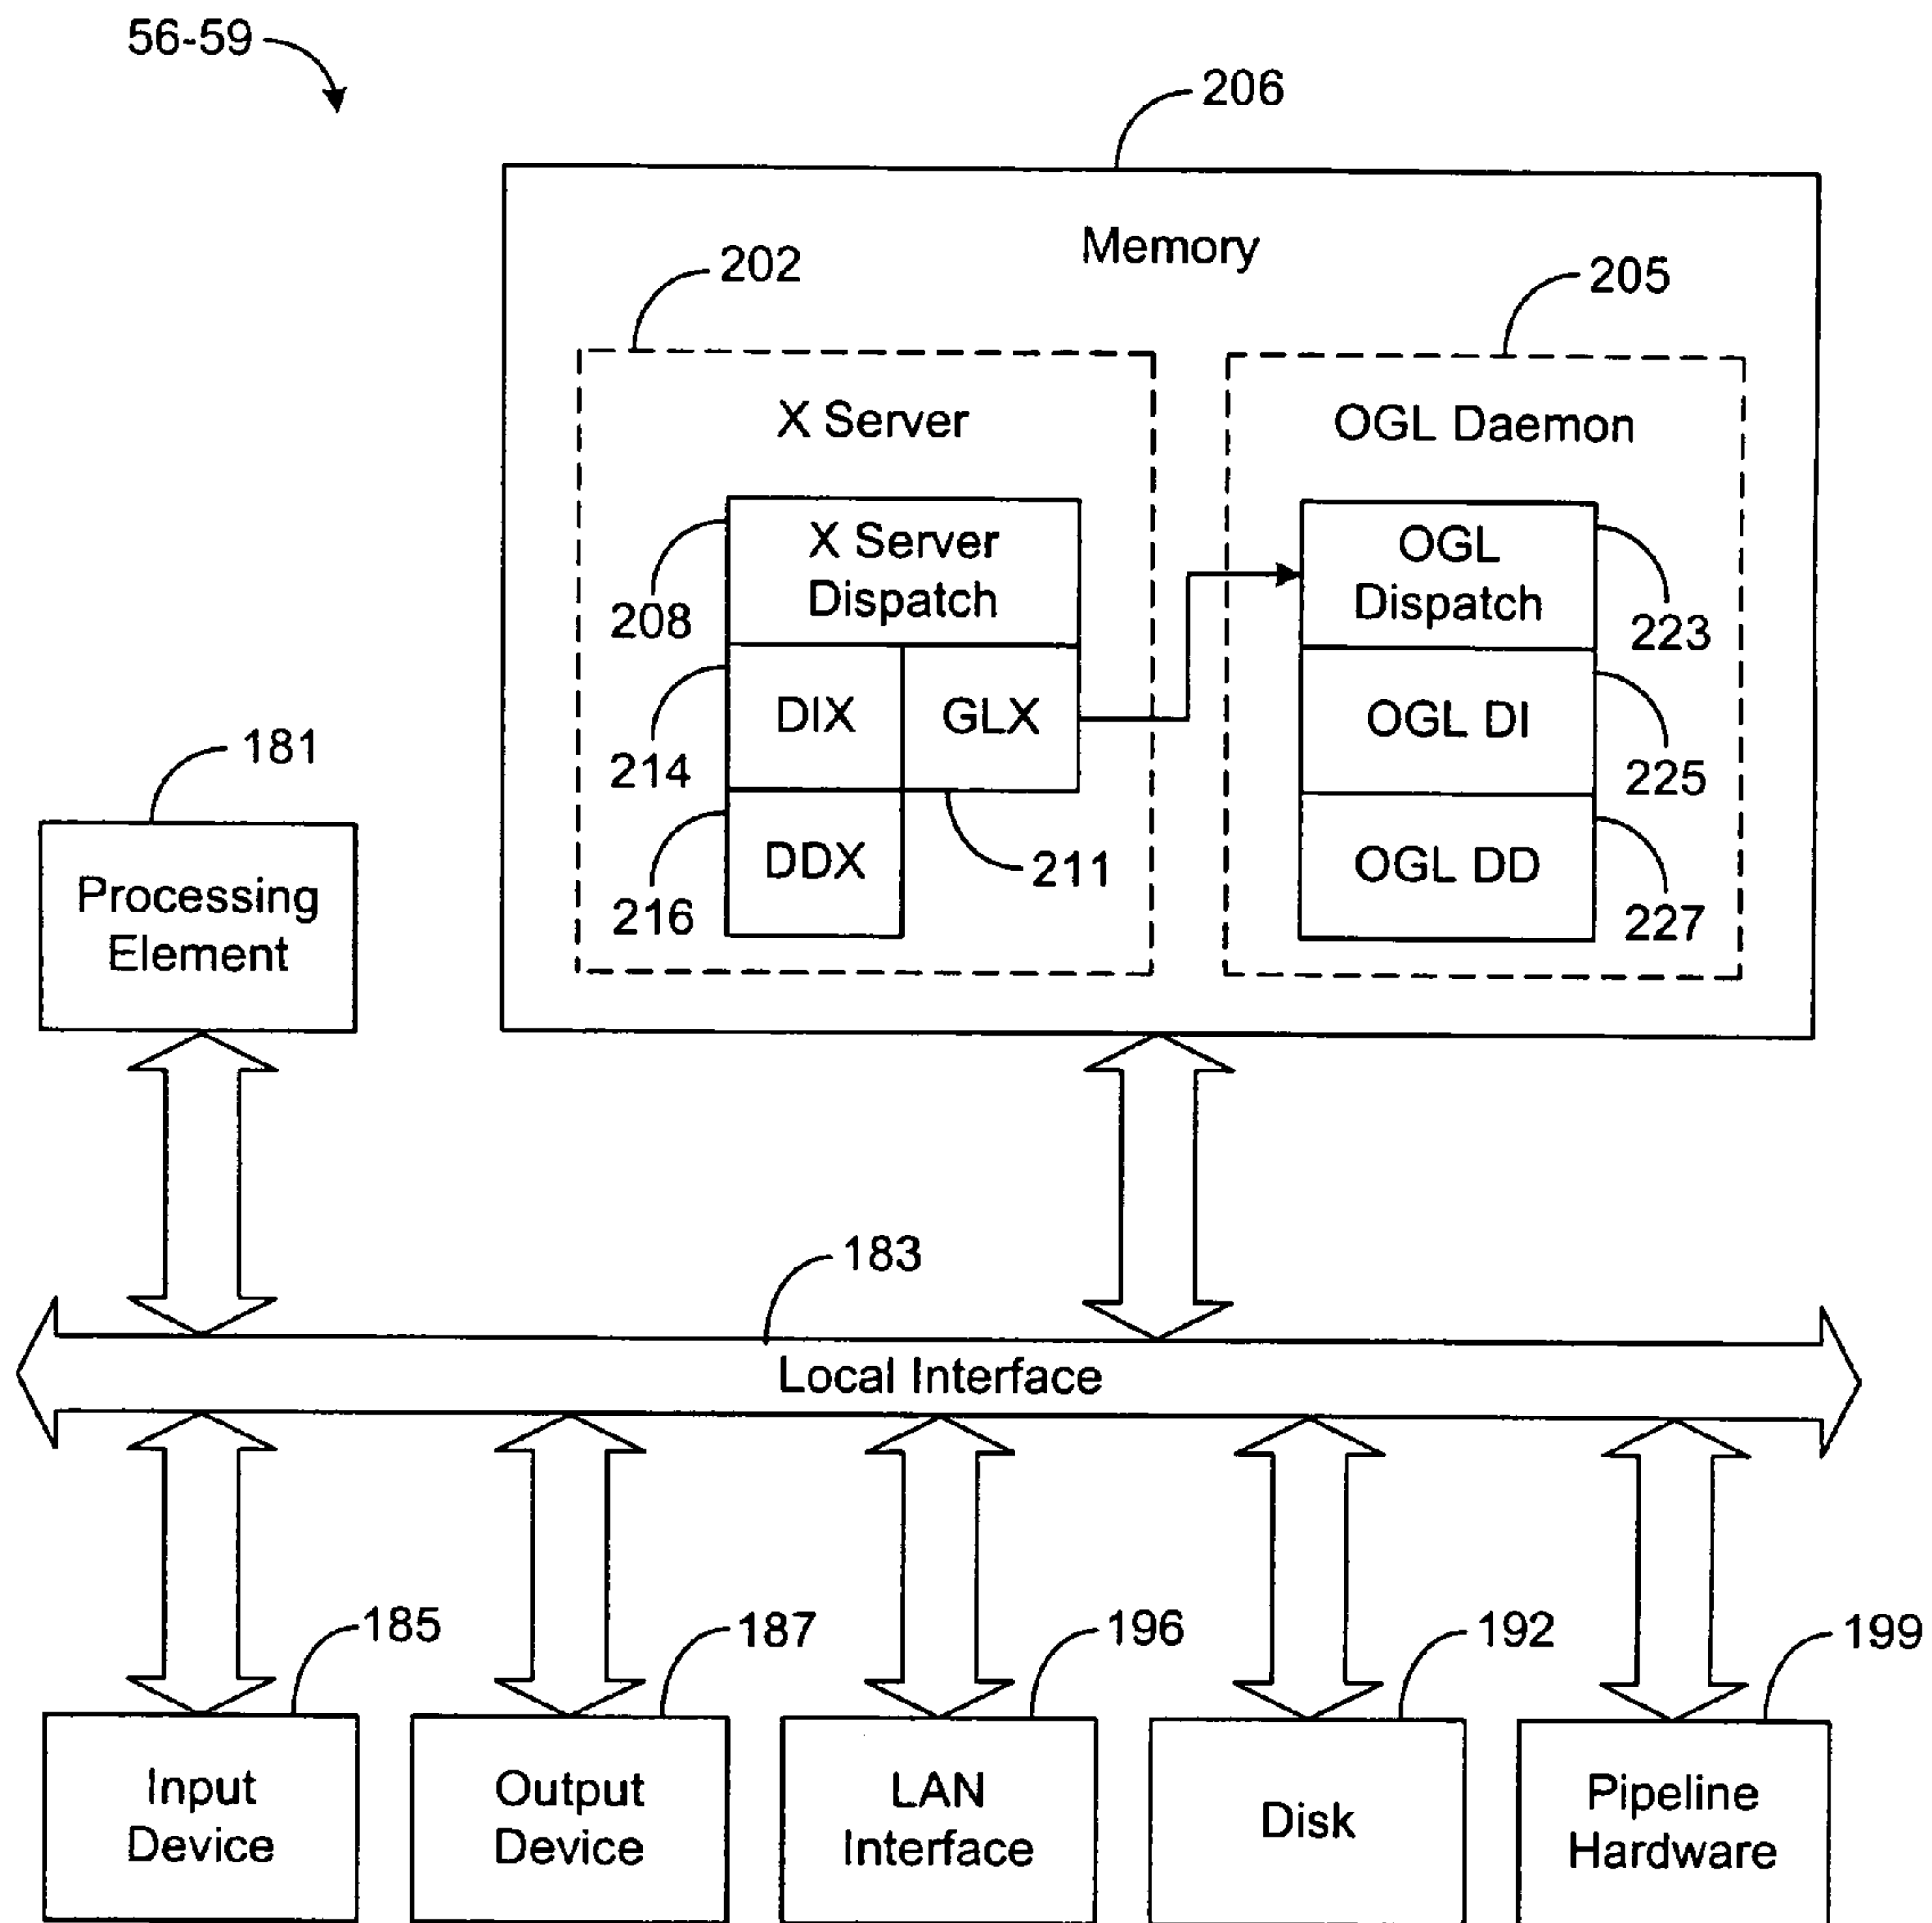 56-59
206
Memory
202
205
X Server
OGL Daemon
X Server
Dispatch
OGL
Dispatch
208
223
DIX
GLX
OGL DI
214
225
DDX
211
OGL DD
216
227
181
Processing
Element
183
Local Interface
185
187
196
192
199
Input
Device
Output
Device
LAN
Interface
Disk
Pipeline
Hardware